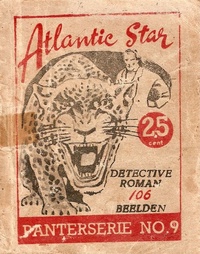 Atlantic Star
25
cent
DETECTIVE
ROMAN
106
BEELDEN
PANTERSERIE NO.9